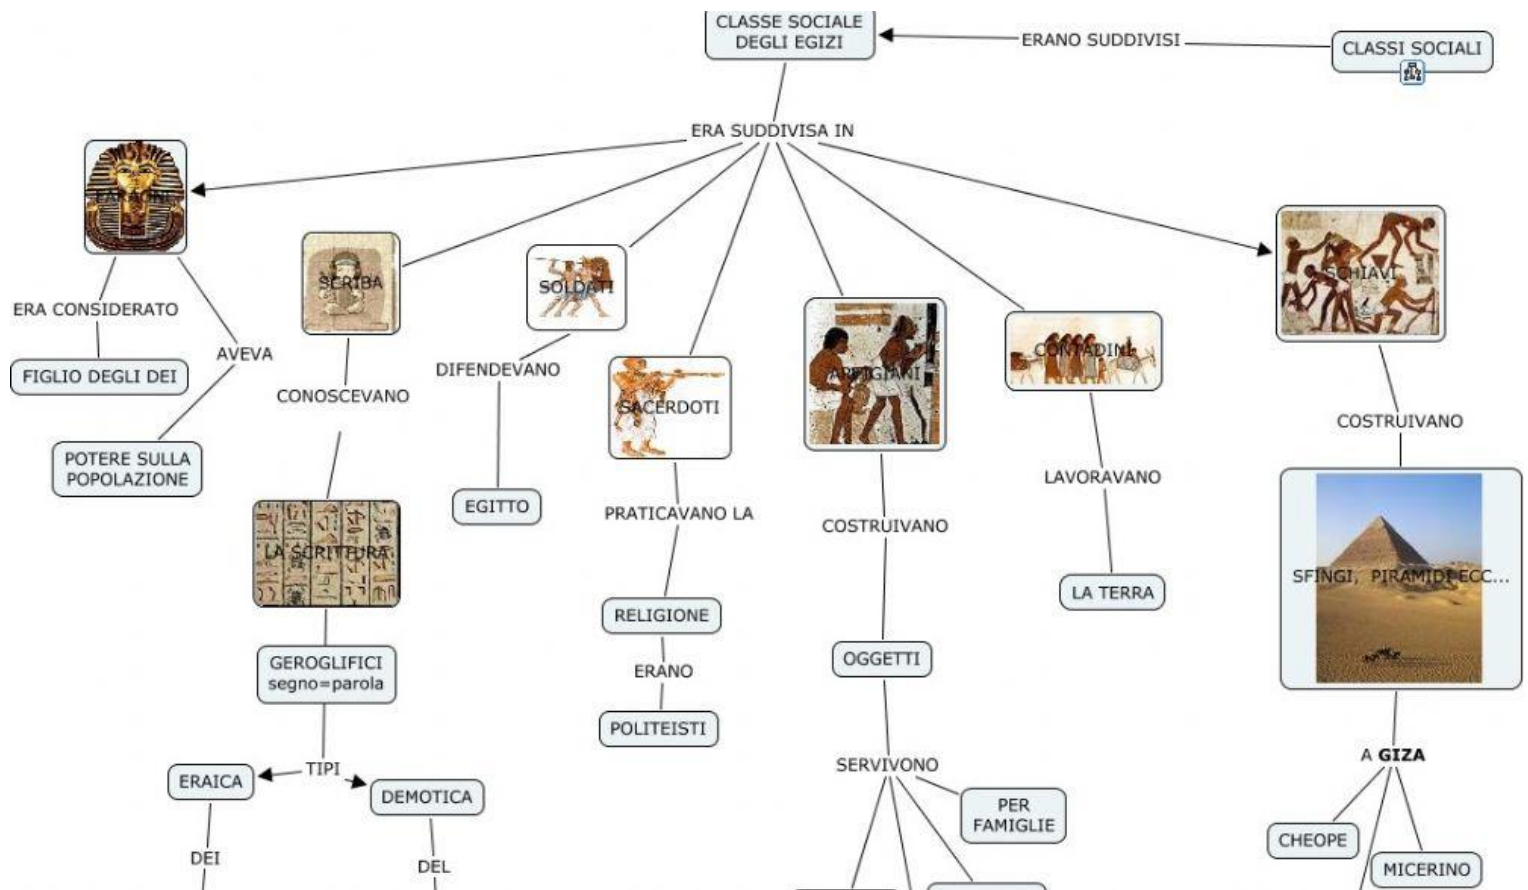 CLASSE SOCIALE
DEGLI EGIZI
ERANO SUDDIVISI
CLASSI SOCIALI
ERA SUDDIVISA IN
FARAONE
SCRIBA
SOLDATI
SACERDOTI
ARTIGIANI
CONTADINI
SCHIAVI
ERA CONSIDERATO
FIGLIO DEGLI DEI
AVEVA
POTERE SULLA
POPOLAZIONE
CONOSCEVANO
LA SCRITTURA
GEROGLIFICI
segno=parola
TIPI
ERAICA
DEMOTICA
DEI
DEL
DIFENDEVANO
EGITTO
PRATICAVANO LA
RELIGIONE
ERANO
POLITEISTI
COSTRUIVANO
OGGETTI
SERVIVONO
PER
FAMIGLIE
LAVORAVANO
LA TERRA
COSTRUIVANO
SFINGI, PIRAMIDI ECC...
A GIZA
CHEOPE
MICERINO